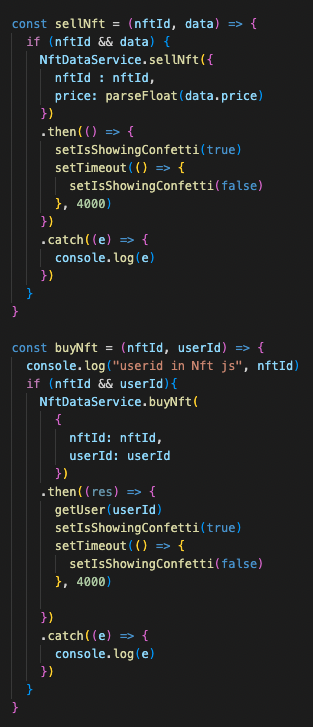 const sellNft = (nftId, data) => {
  if (nftId && data) {
    NftDataService.sellNft({
      nftId : nftId,
      price: parseFloat(data.price)
    })
    .then(() => {
      setIsShowingConfetti(true)
      setTimeout(() => {
        setIsShowingConfetti(false)
      }, 4000)
    })
    .catch((e) => {
      console.log(e)
    })
  }
}

const buyNft = (nftId, userId) => {
  console.log("userid in Nft js", nftId)
  if (nftId && userId){
    NftDataService.buyNft(
      {
        nftId: nftId,
        userId: userId
      })
    .then((res) => {
      getUser(userId)
      setIsShowingConfetti(true)
      setTimeout(() => {
        setIsShowingConfetti(false)
      }, 4000)

    })
    .catch((e) => {
      console.log(e)
    })
  }
}